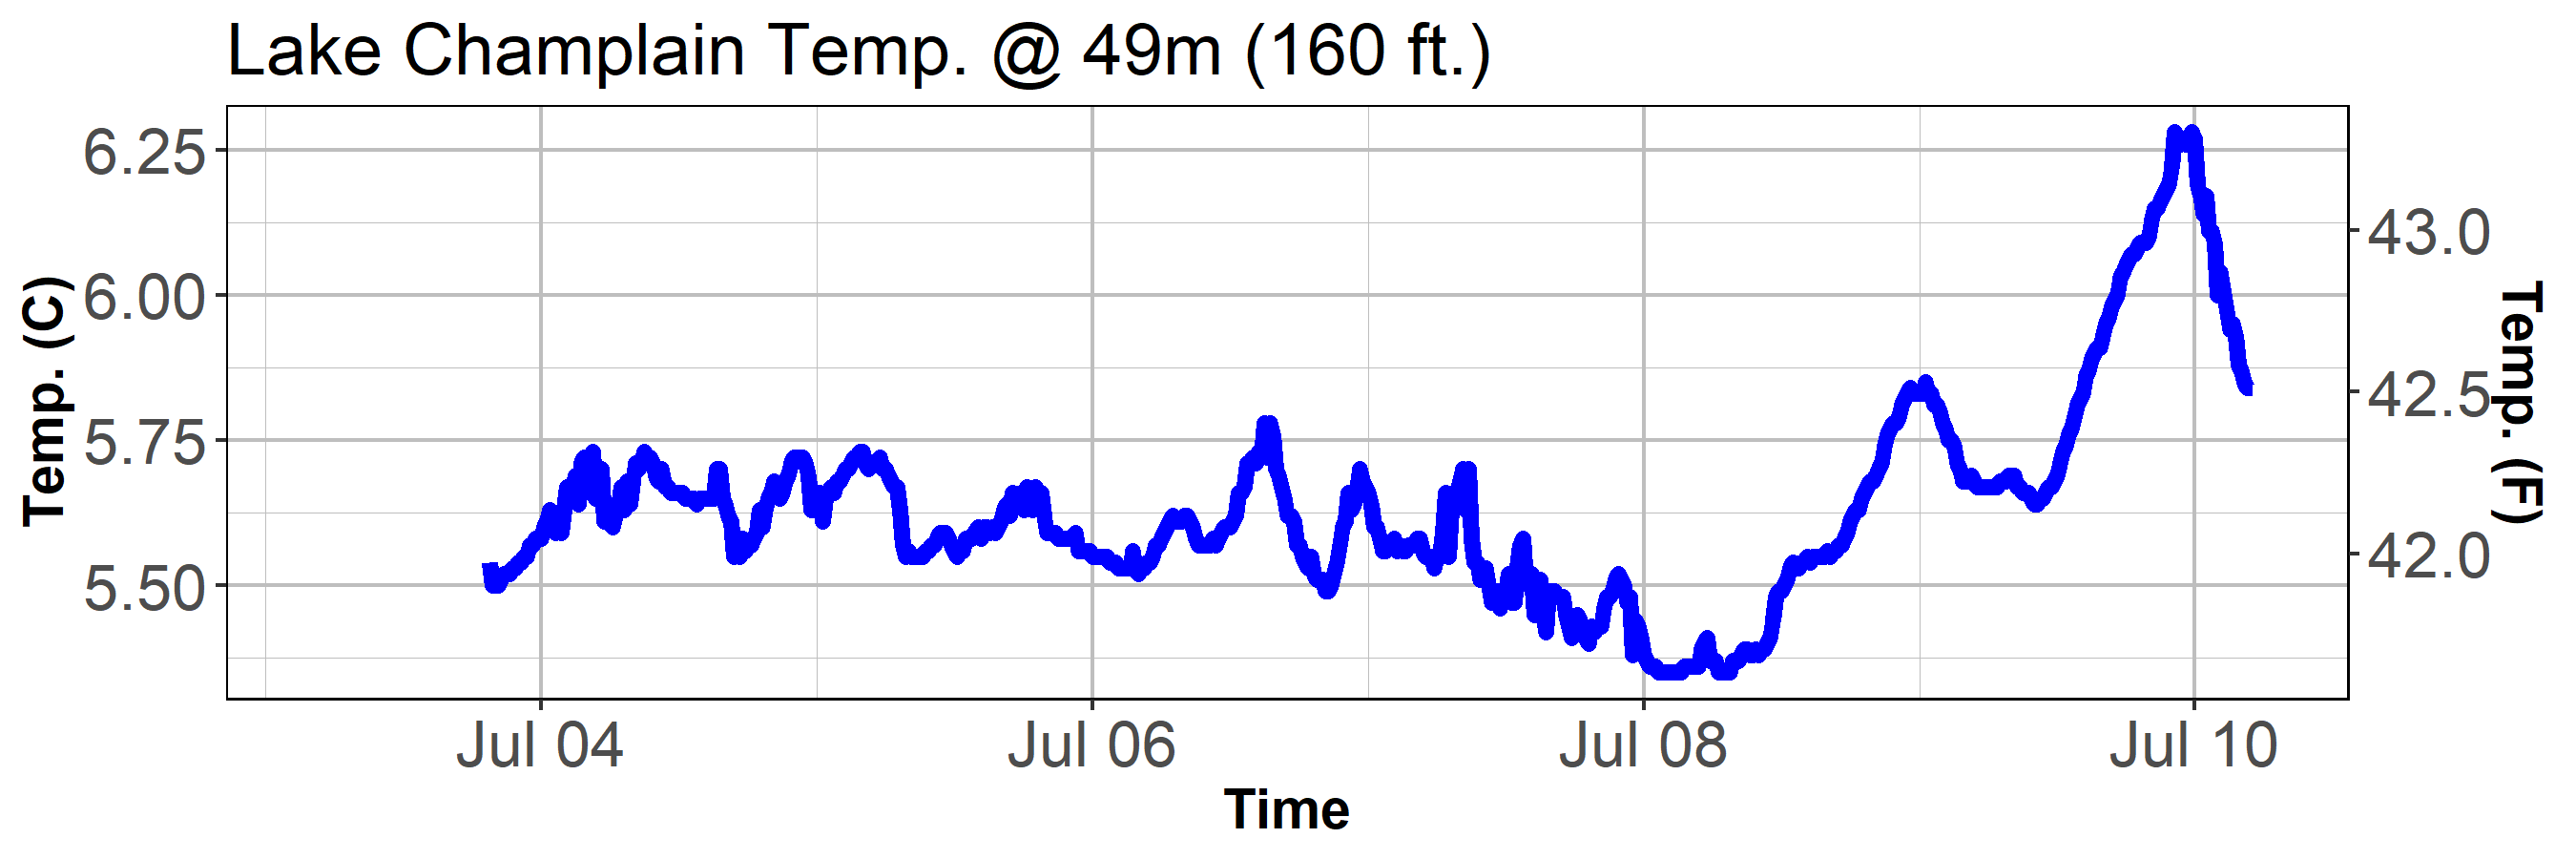 Lake Champlain Temp. @ 49m (160 ft.)
6.25
6.00
5.75
5.50
Temp. (C)
43.0
42.5
42.0
Temp. (F)
Jul 04 Jul 06 Jul 08 Jul 10
Time